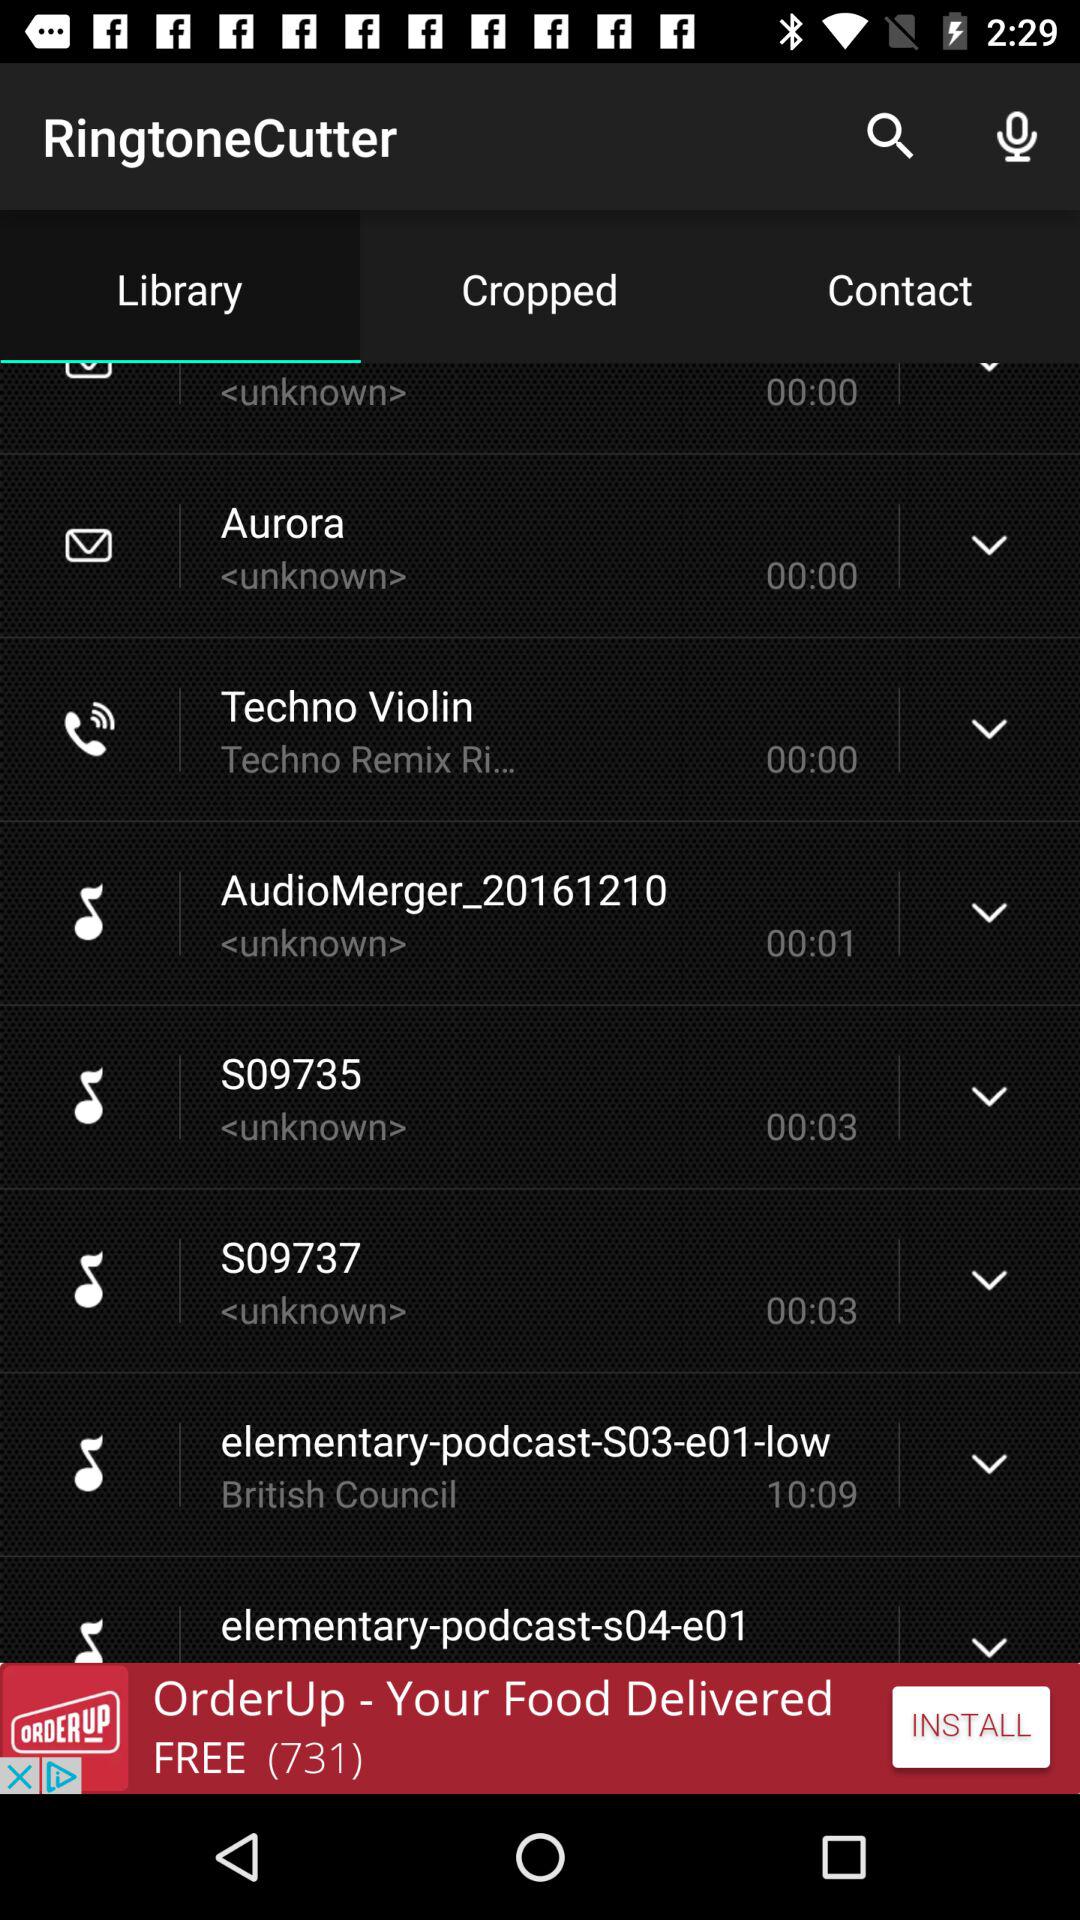 2:29
RingtoneCutter
Library Cropped Contact
<unknown> 00:00
Aurora
<unknown> 00:00
Techno Violin
Techno Remix Ri... 00:00
AudioMerger_20161210
<unknown> 00:01
S09735
<unknown> 00:03
S09737
<unknown> 00:03
elementary-podcast-S03-e01-low
British Council 10:09
elementary-podcast-s04-e01
ORDERUP
OrderUp - Your Food Delivered
FREE (731)
INSTALL